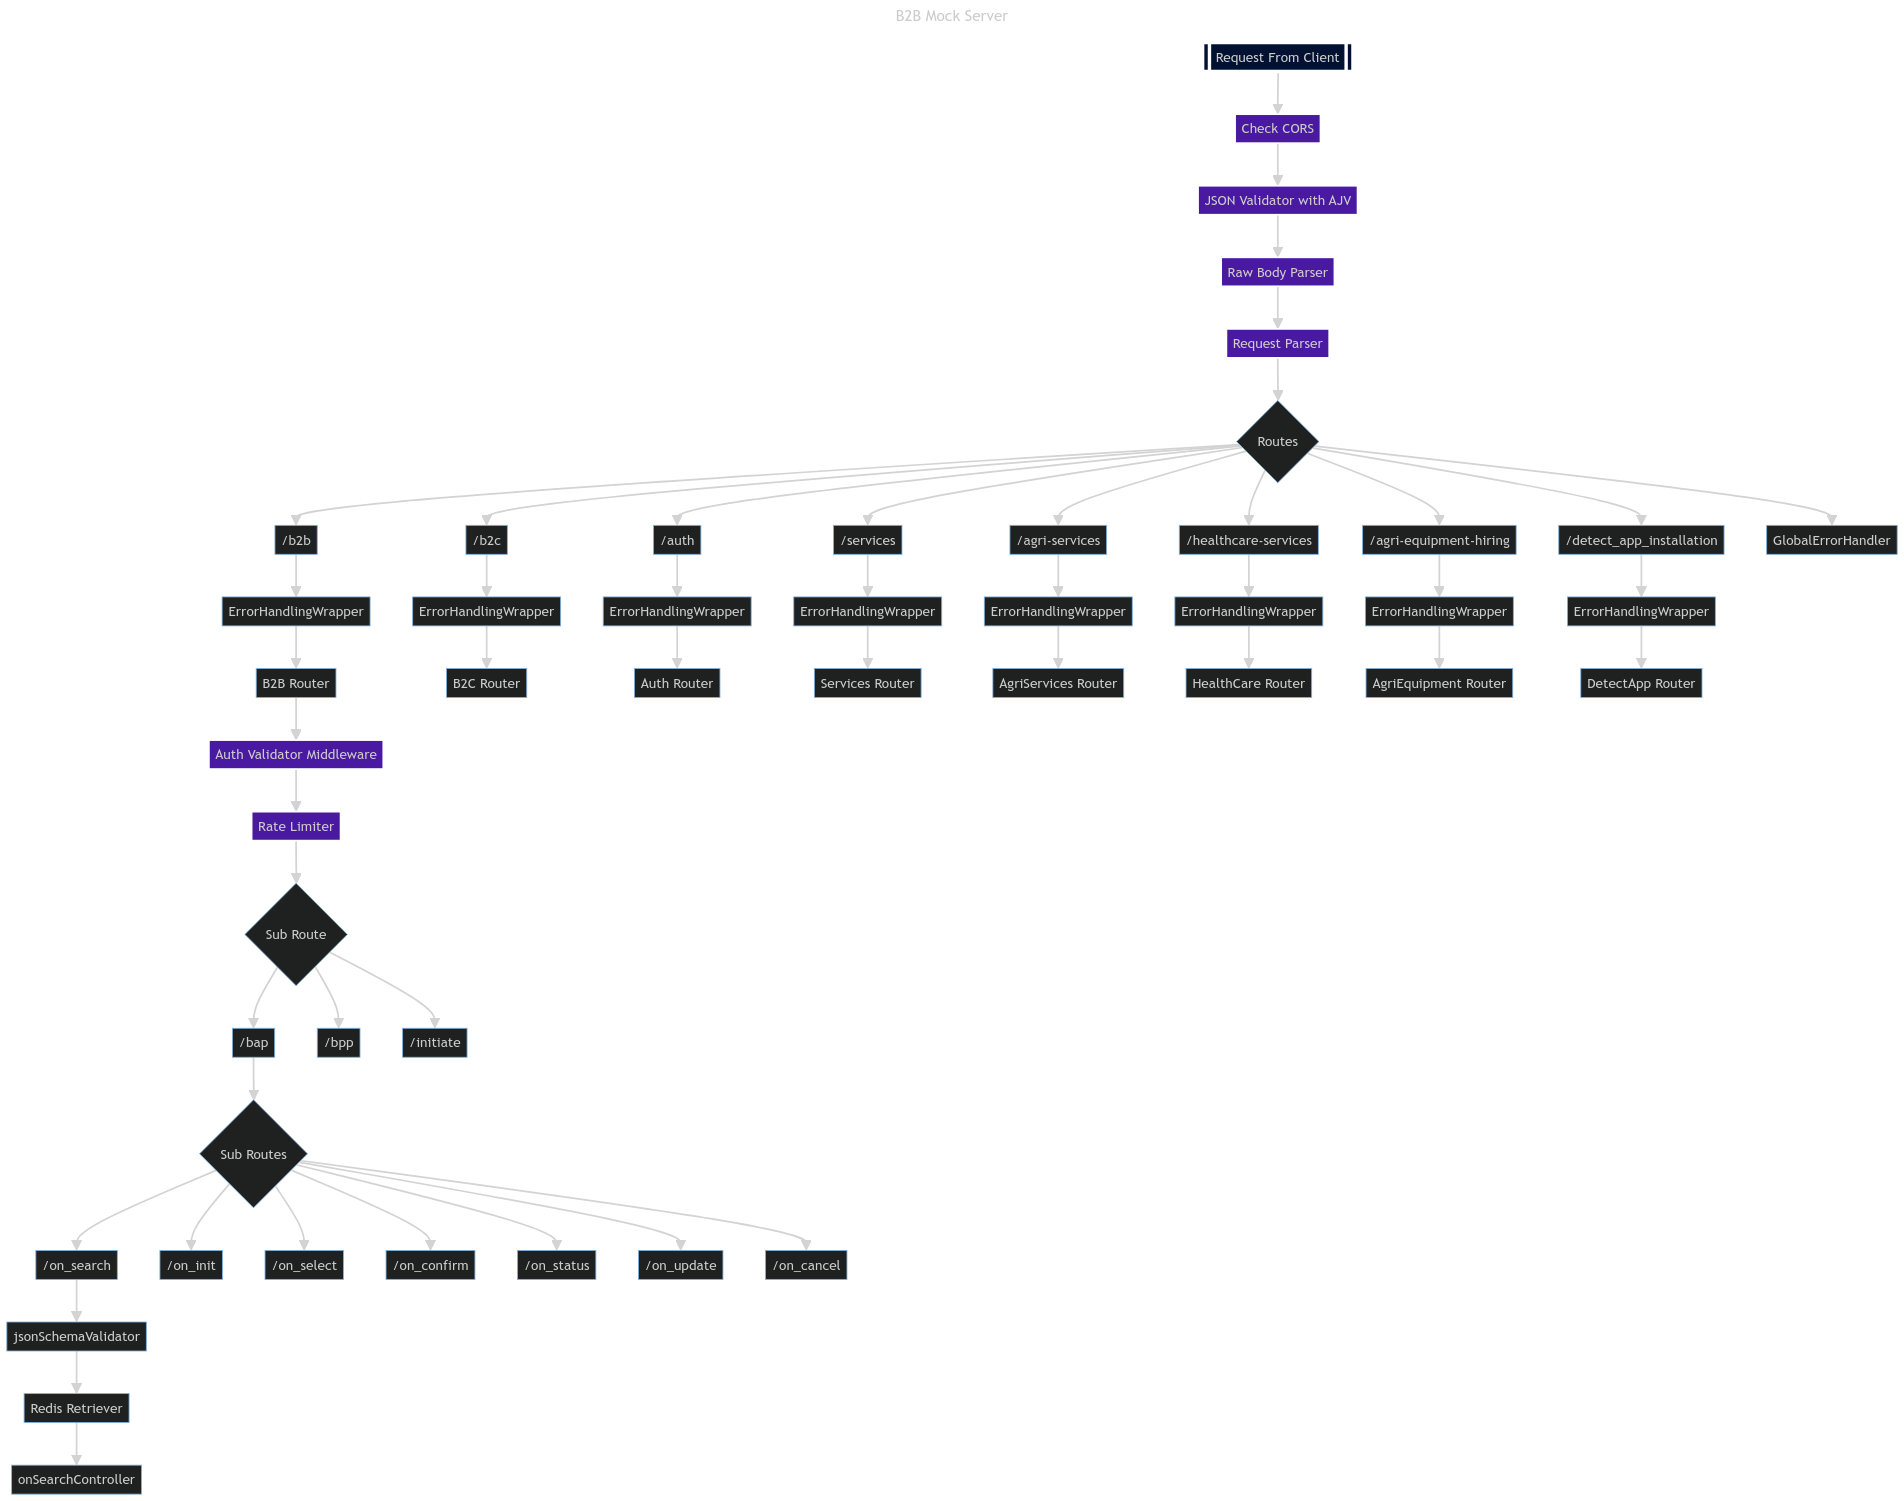 B2B Mock Server
Request From Client
Check CORS
JSON Validator with AJV
Raw Body Parser
Request Parser
Routes
/b2b
/b2c
/auth
/services
/agri-services
/healthcare-services
/agri-equipment-hiring
/detect_app_installation
GlobalErrorHandler
ErrorHandlingWrapper
ErrorHandlingWrapper
ErrorHandlingWrapper
ErrorHandlingWrapper
ErrorHandlingWrapper
ErrorHandlingWrapper
ErrorHandlingWrapper
ErrorHandlingWrapper
B2B Router
B2C Router
Auth Router
Services Router
AgriServices Router
HealthCare Router
AgriEquipment Router
DetectApp Router
Auth Validator Middleware
Rate Limiter
Sub Route
/bap
/bpp
/initiate
Sub Routes
/on_search
/on_init
/on_select
/on_confirm
/on_status
/on_update
/on_cancel
jsonSchemaValidator
Redis Retriever
onSearchController